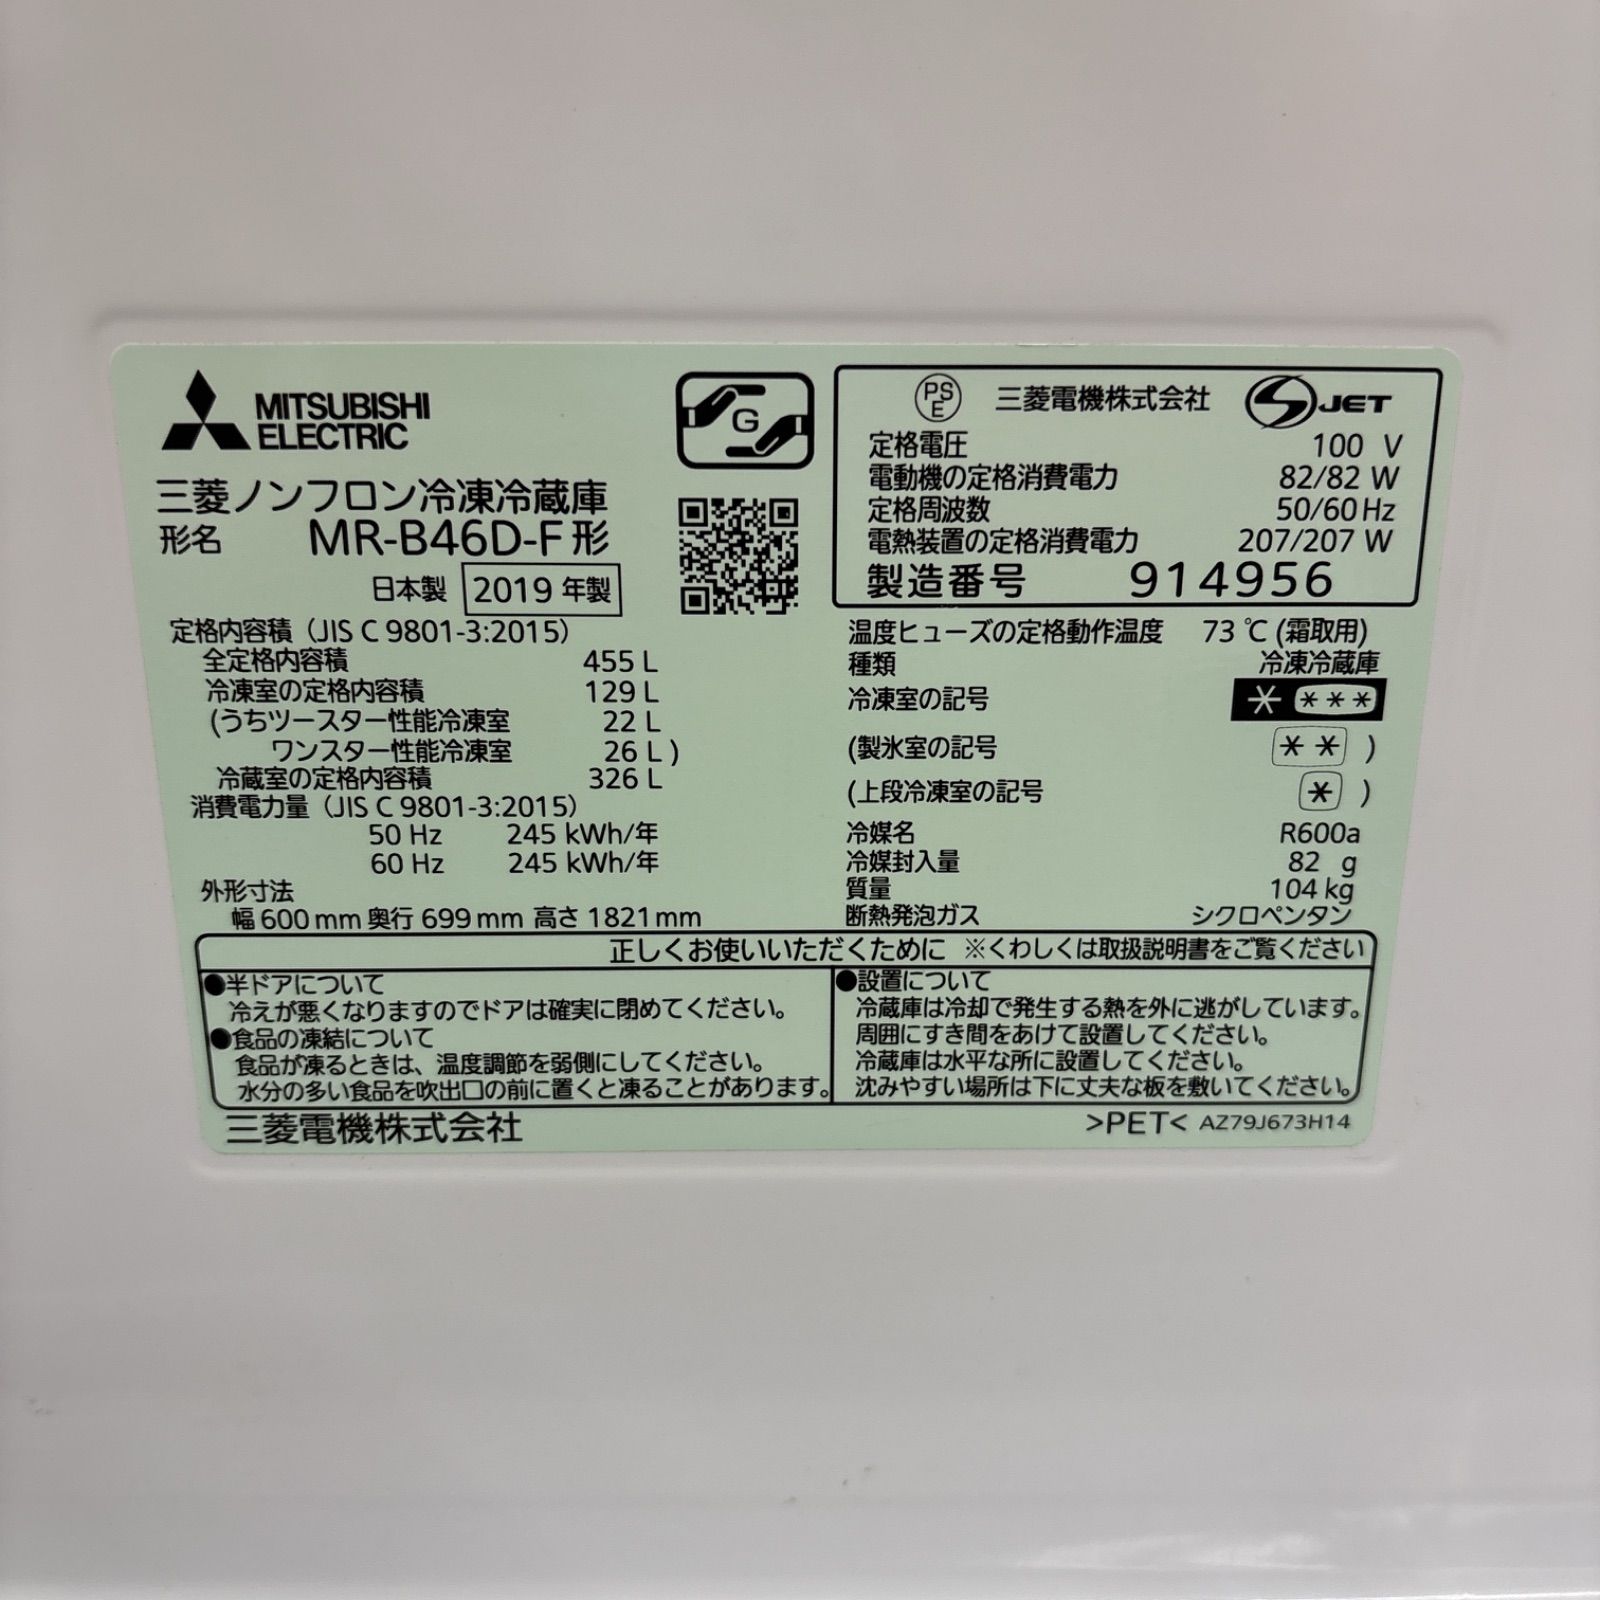 MITSUBISHI
ELECTRIC
G
三菱ノンフロン冷凍冷蔵庫
形名 MR-B46D-F形
日本製 2019年製
定格内容積（JIS C 9801-3:2015）
全定格内容積 455 L
冷凍室の定格内容積 129 L
(うちツースター性能冷凍室 22 L
ワンスター性能冷凍室 26 L )
冷蔵室の定格内容積 326 L
消費電力量（JIS C 9801-3:2015）
50 Hz 245 kWh/年
60 Hz 245 kWh/年
外形寸法
幅 600 mm 奥行 699 mm 高さ 1821 mm
PS
E
三菱電機株式会社 S JET
定格電圧 100 V
電動機の定格消費電力 82/82 W
定格周波数 50/60 Hz
電熱装置の定格消費電力 207/207 W
製造番号 914956
温度ヒューズの定格動作温度 73 ℃ (霜取用)
種類 冷凍冷蔵庫
冷凍室の記号 * ***
(製氷室の記号 ** )
(上段冷凍室の記号 * )
冷媒名 R600a
冷媒封入量 82 g
質量 104 kg
断熱発泡ガス シクロペンタン
正しくお使いいただくために ※くわしくは取扱説明書をご覧ください
●半ドアについて
冷えが悪くなりますのでドアは確実に閉めてください。
●食品の凍結について
食品が凍るときは、温度調節を弱側にしてください。
水分の多い食品を吹出口の前に置くと凍ることがあります。
●設置について
冷蔵庫は冷却で発生する熱を外に逃がしています。
周囲にすき間をあけて設置してください。
冷蔵庫は水平な所に設置してください。
沈みやすい場所は下に丈夫な板を敷いてください。
三菱電機株式会社
>PET< AZ79J673H14